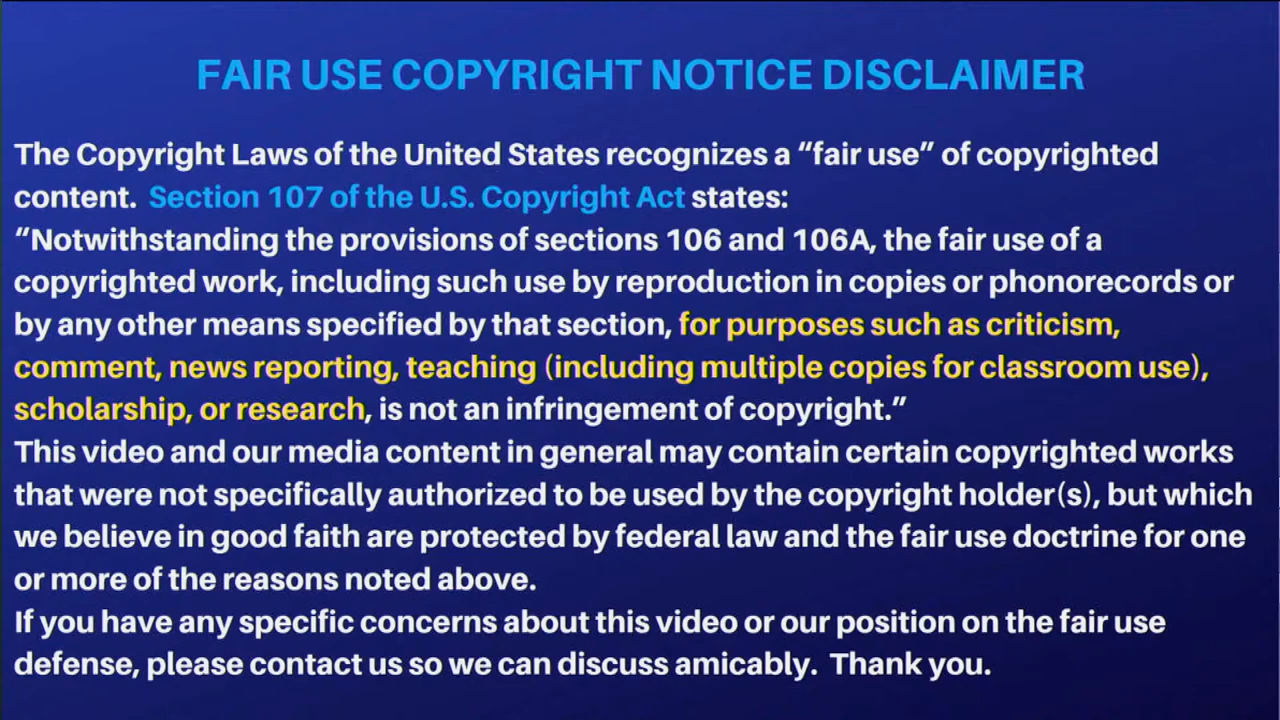 FAIR USE COPYRIGHT NOTICE DISCLAIMER
The Copyright Laws of the United States recognizes a “fair use” of copyrighted
content.  Section 107 of the U.S. Copyright Act states:
“Notwithstanding the provisions of sections 106 and 106A, the fair use of a
copyrighted work, including such use by reproduction in copies or phonorecords or
by any other means specified by that section, for purposes such as criticism,
comment, news reporting, teaching (including multiple copies for classroom use),
scholarship, or research, is not an infringement of copyright.”
This video and our media content in general may contain certain copyrighted works
that were not specifically authorized to be used by the copyright holder(s), but which
we believe in good faith are protected by federal law and the fair use doctrine for one
or more of the reasons noted above.
If you have any specific concerns about this video or our position on the fair use
defense, please contact us so we can discuss amicably.  Thank you.